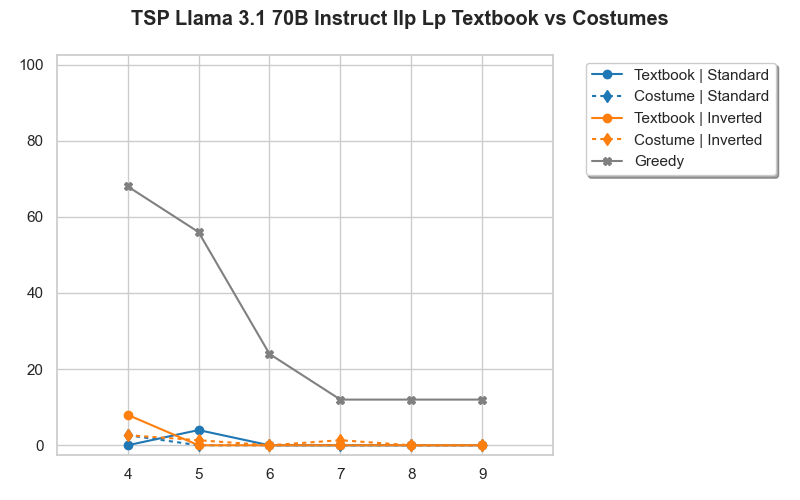 TSP Llama 3.1 70B Instruct Ilp Lp Textbook vs Costumes
100
80
60
40
20
0
4 5 6 7 8 9
Textbook | Standard
Costume | Standard
Textbook | Inverted
Costume | Inverted
Greedy